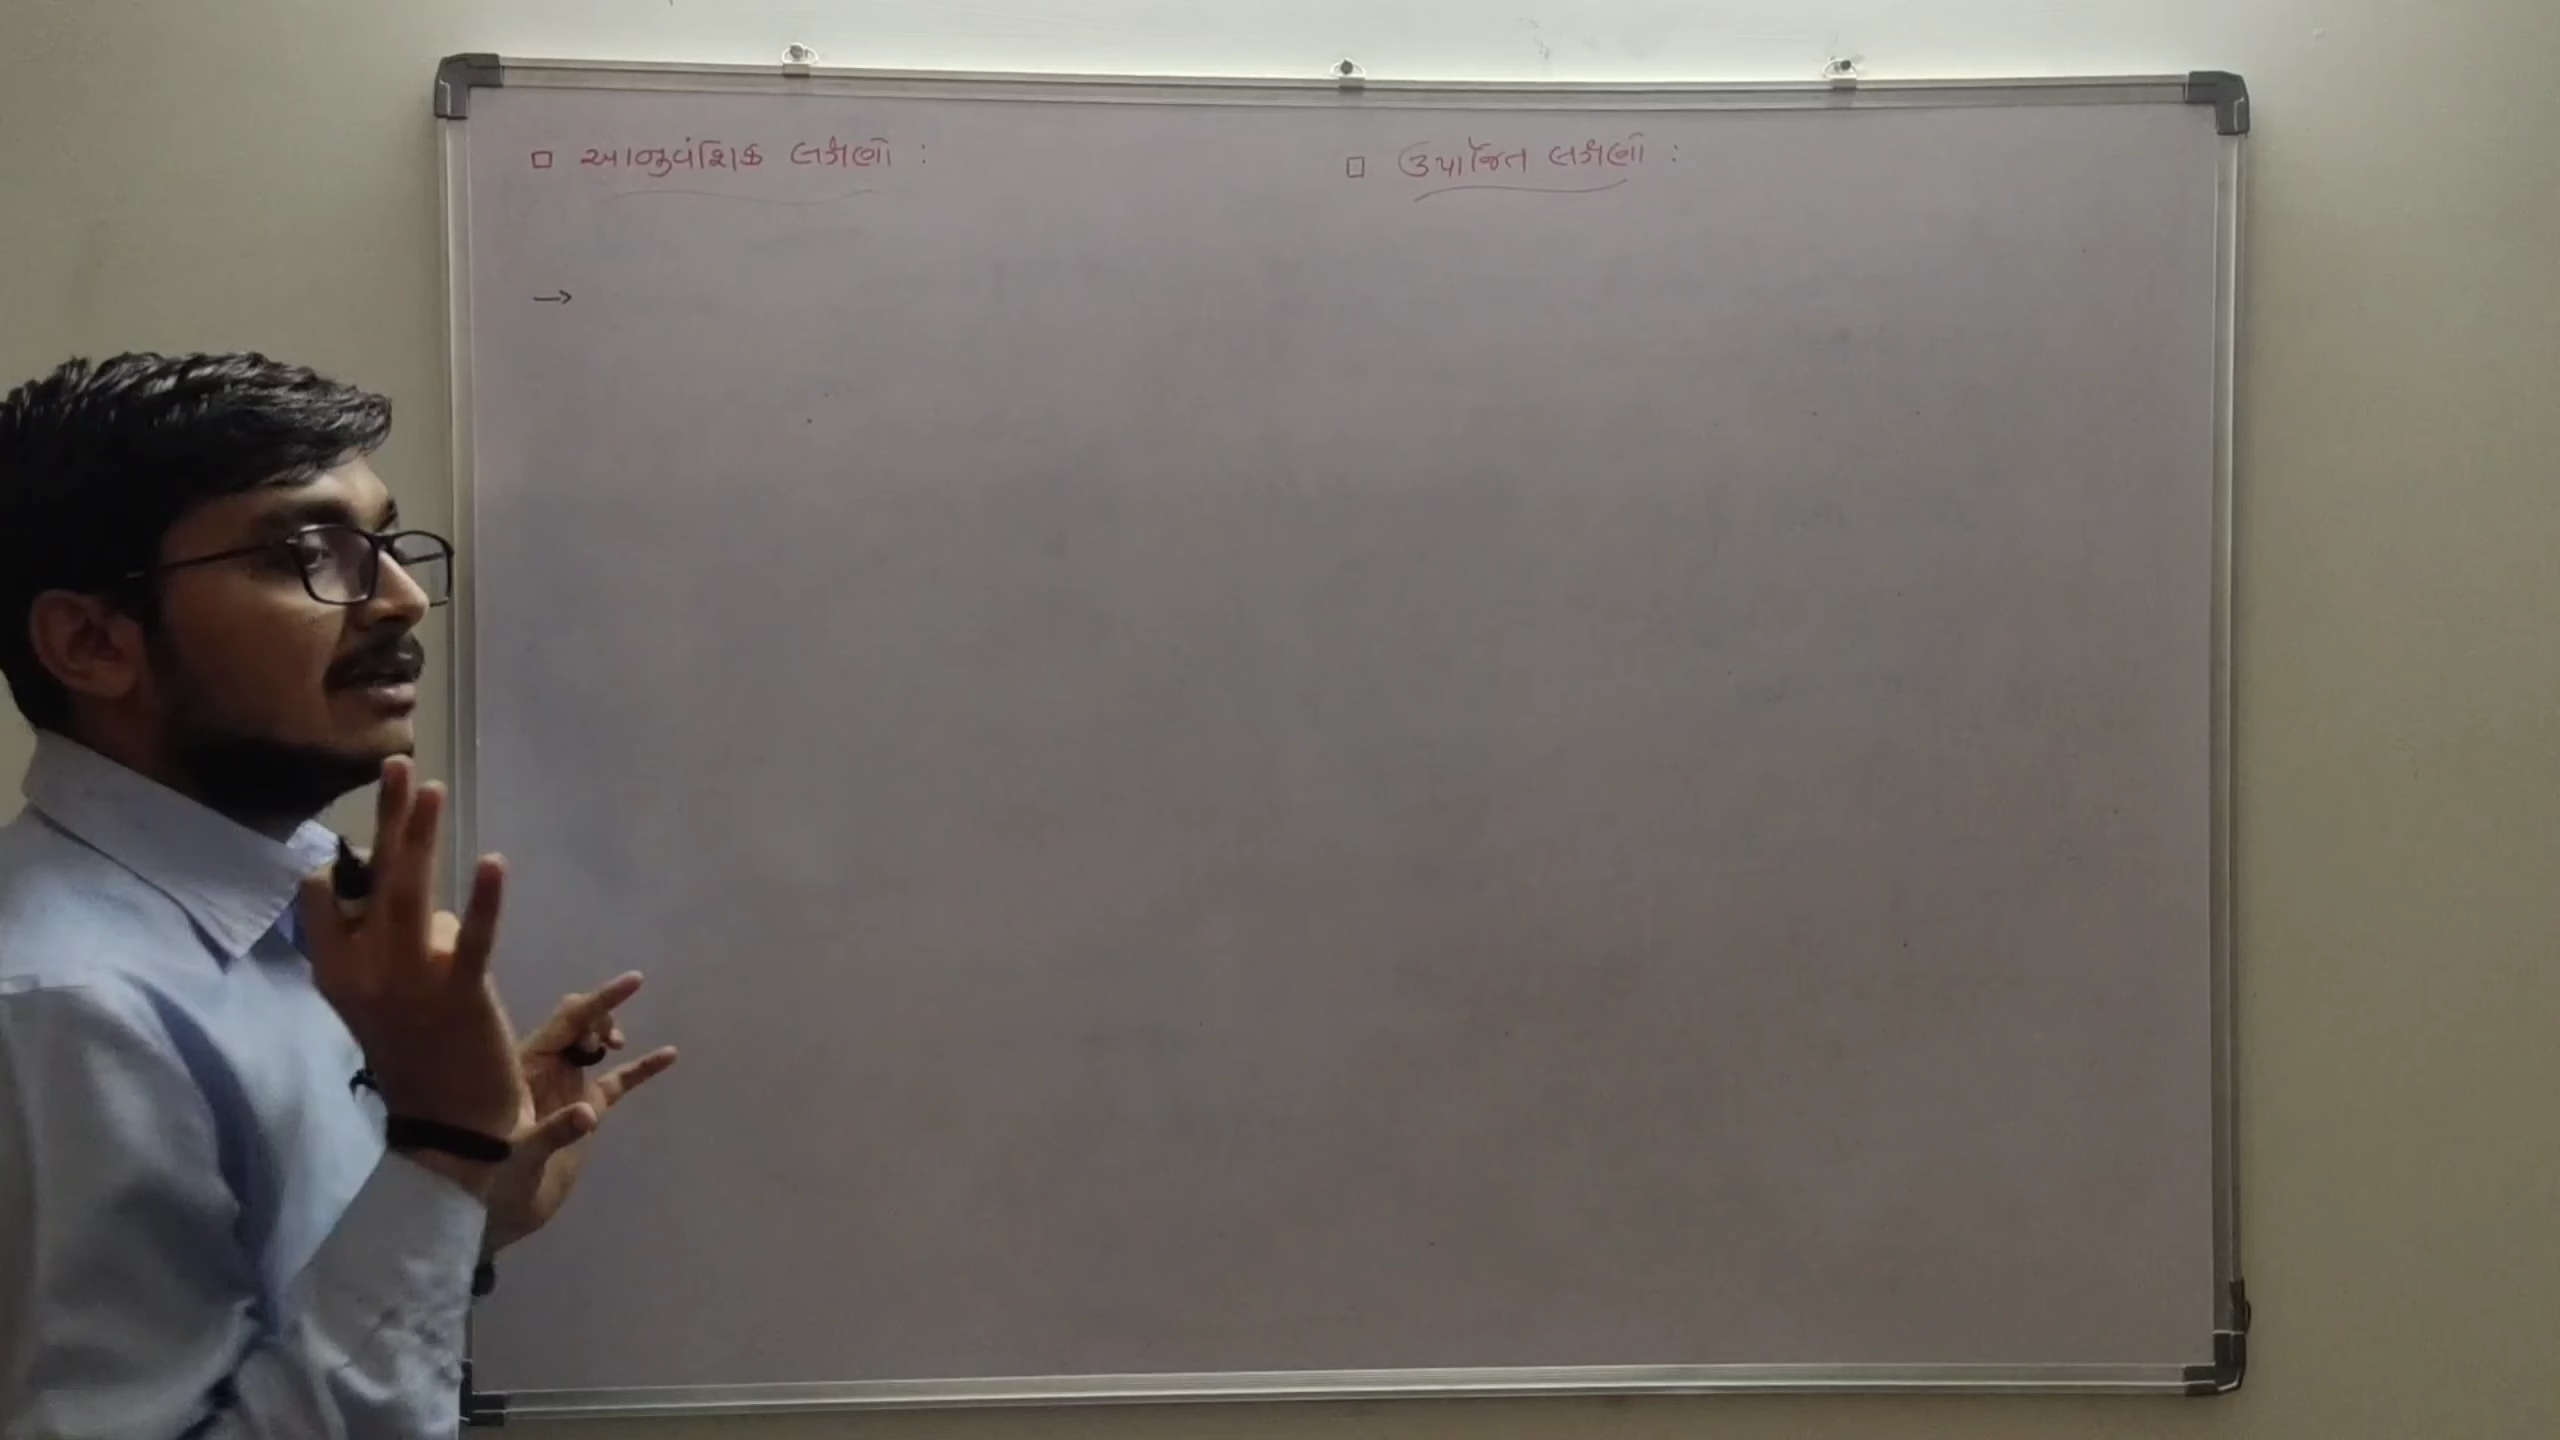 □ આનુવંશિક લક્ષણો :
□ ઉપાર્જિત લક્ષણો :
→